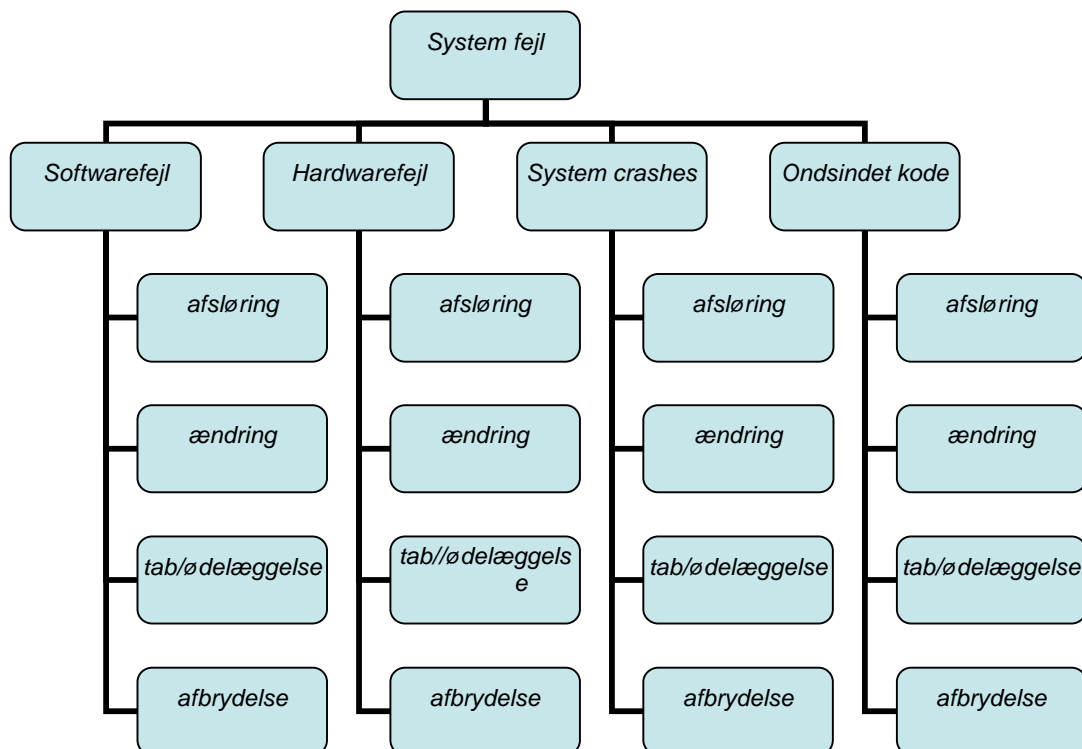 System fejl
Softwarefejl
Hardwarefejl
System crashes
Ondsindet kode
afsløring
afsløring
afsløring
afsløring
ændring
ændring
ændring
ændring
tab/ødelæggelse
tab//ødelæggels
e
tab/ødelæggelse
tab/ødelæggelse
afbrydelse
afbrydelse
afbrydelse
afbrydelse